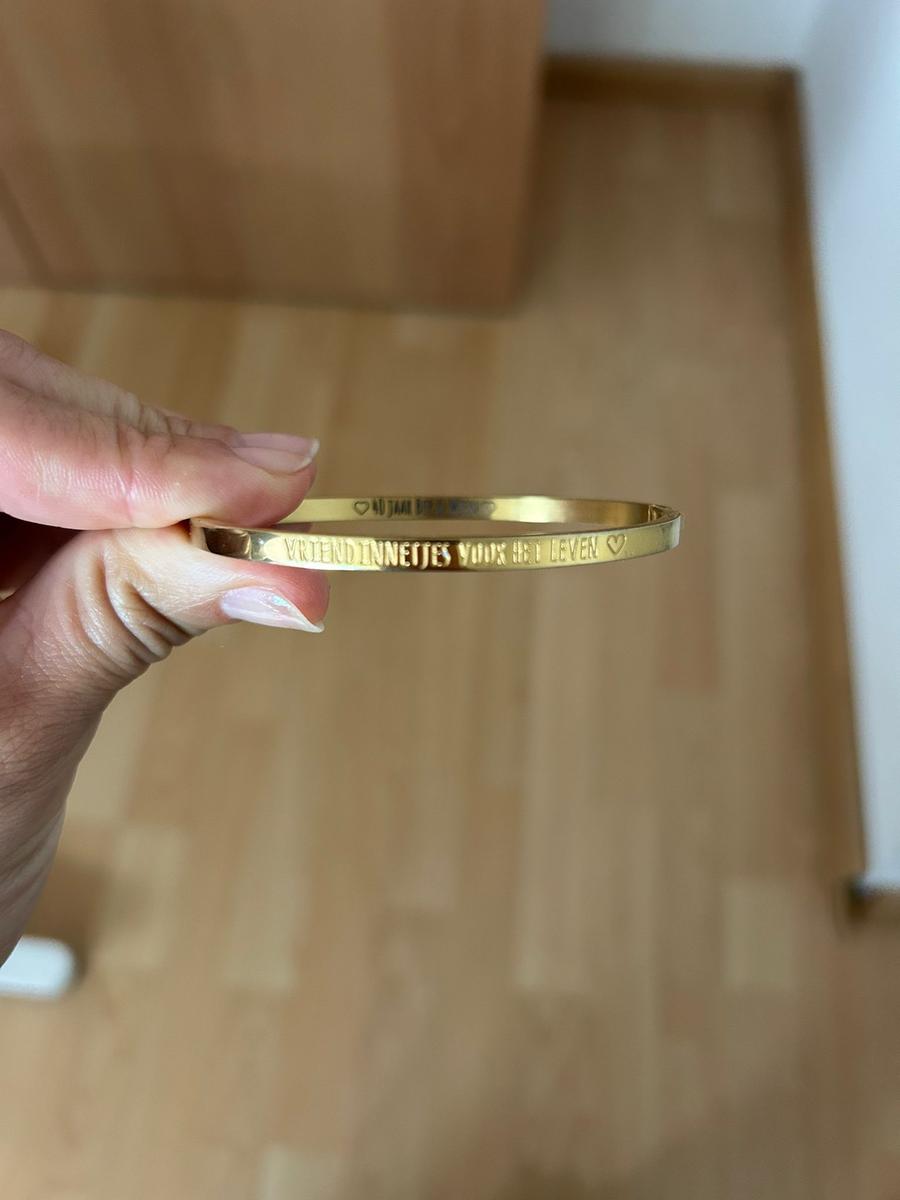 ♡ 40 JAAR
VRIENDINNETJES VOOR HET LEVEN ♡